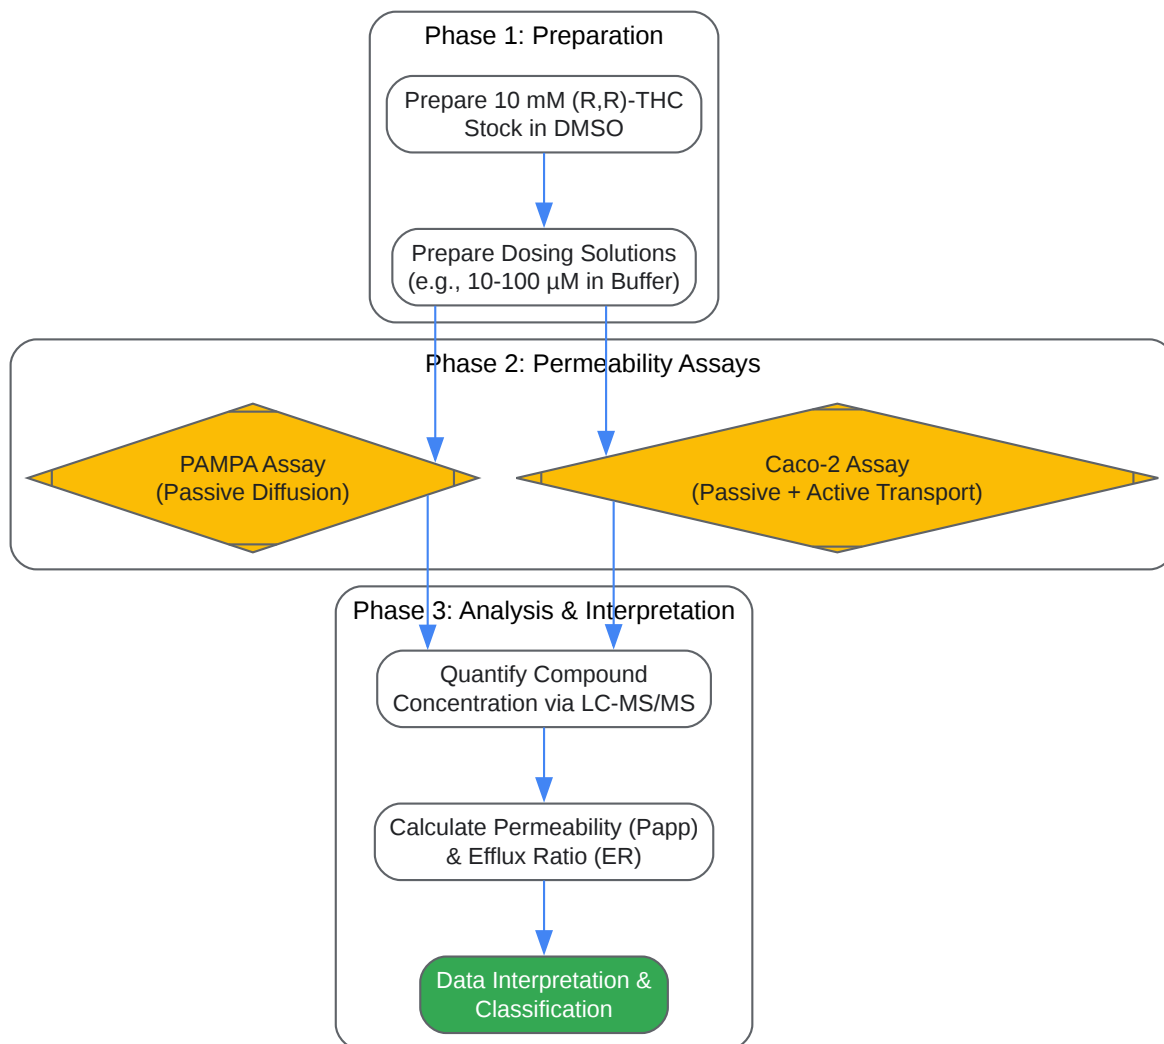 Phase 1: Preparation
Prepare 10 mM (R,R)-THC
Stock in DMSO
Prepare Dosing Solutions
(e.g., 10-100 µM in Buffer)
Phase 2: Permeability Assays
PAMPA Assay
(Passive Diffusion)
Caco-2 Assay
(Passive + Active Transport)
Phase 3: Analysis & Interpretation
Quantify Compound
Concentration via LC-MS/MS
Calculate Permeability (Papp)
& Efflux Ratio (ER)
Data Interpretation &
Classification